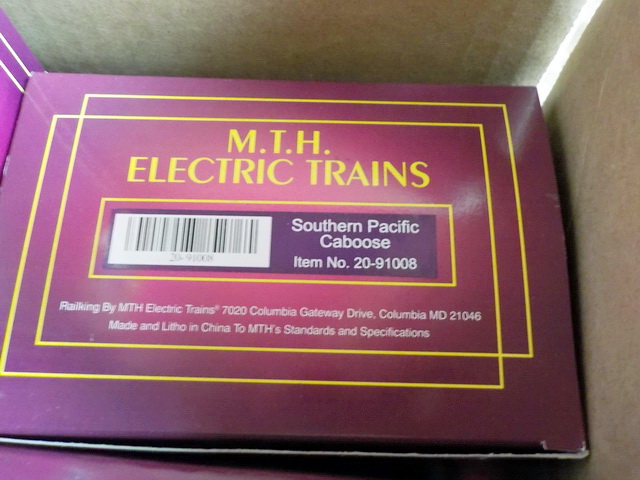 M.T.H.
ELECTRIC TRAINS
20-91008
Southern Pacific
Caboose
Item No. 20-91008
Railking By MTH Electric Trains® 7020 Columbia Gateway Drive, Columbia MD 21046
Made and Litho in China To MTH's Standards and Specifications